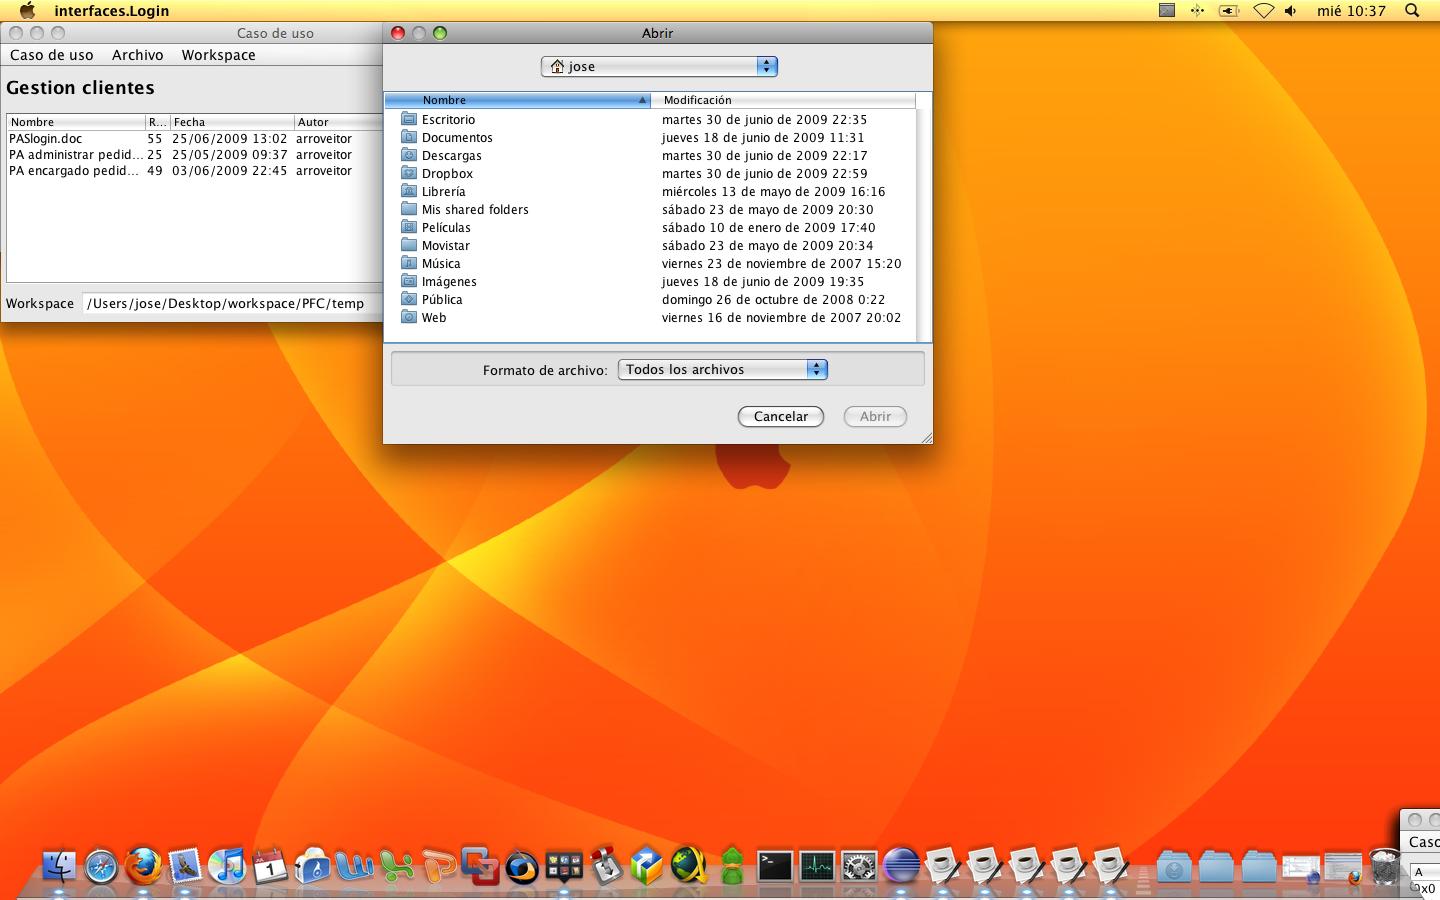 interfaces.Login
mié 10:37
Caso de uso
Caso de uso Archivo Workspace
Gestion clientes
Nombre R... Fecha Autor
PASlogin.doc 55 25/06/2009 13:02 arroveitor
PA administrar pedid... 25 25/05/2009 09:37 arroveitor
PA encargado pedid... 49 03/06/2009 22:45 arroveitor
Workspace /Users/jose/Desktop/workspace/PFC/temp
Abrir
jose
Nombre Modificación
Escritorio martes 30 de junio de 2009 22:35
Documentos jueves 18 de junio de 2009 11:31
Descargas martes 30 de junio de 2009 22:17
Dropbox martes 30 de junio de 2009 22:59
Librería miércoles 13 de mayo de 2009 16:16
Mis shared folders sábado 23 de mayo de 2009 20:30
Películas sábado 10 de enero de 2009 17:40
Movistar sábado 23 de mayo de 2009 20:34
Música viernes 23 de noviembre de 2007 15:20
Imágenes jueves 18 de junio de 2009 19:35
Pública domingo 26 de octubre de 2008 0:22
Web viernes 16 de noviembre de 2007 20:02
Formato de archivo: Todos los archivos
Cancelar Abrir
Caso
A
0x0
1